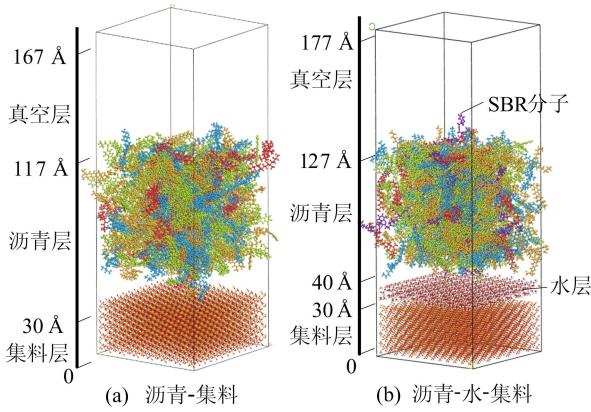 167 Å
真空层
117 Å
沥青层
30 Å
集料层
0
(a) 沥青-集料
177 Å
真空层
SBR分子
127 Å
沥青层
40 Å
水层
30 Å
集料层
0
(b) 沥青-水-集料